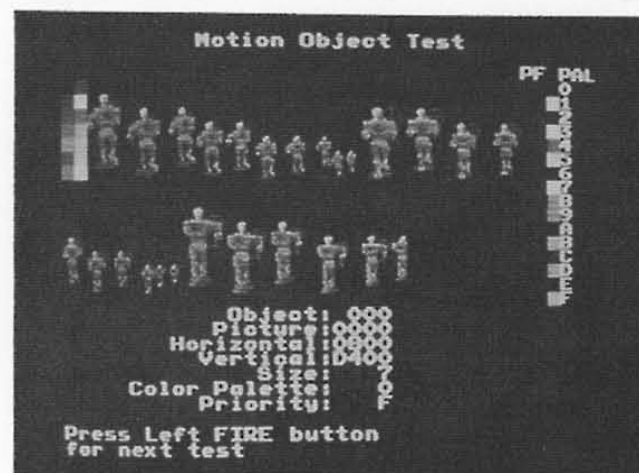 Motion Object Test
PF PAL
0
1
2
3
4
5
6
7
8
9
A
B
C
D
E
F
Object: 000
Picture:0000
Horizontal:
Vertical:D400
Size: 7
Color Palette: 0
Priority: F
Press Left FIRE button
for next test